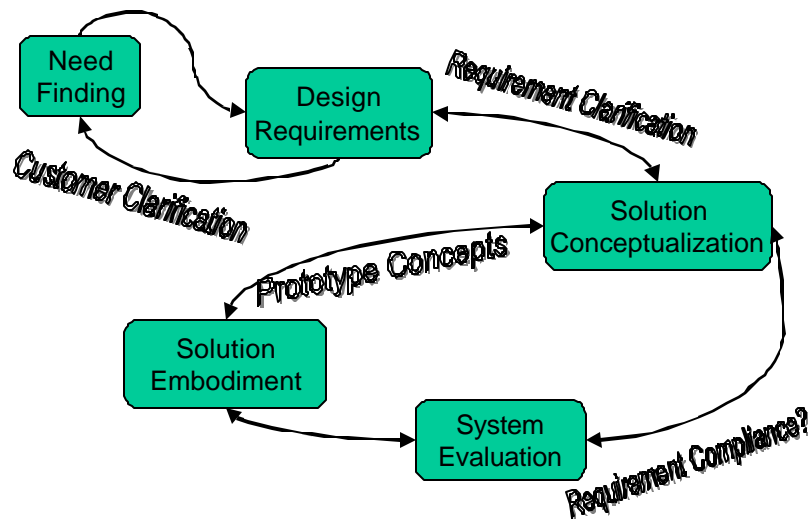 Need
Finding
Design
Requirements
Requirement Clarification
Customer Clarification
Solution
Conceptualization
Prototype Concepts
Solution
Embodiment
System
Evaluation
Requirement Compliance?